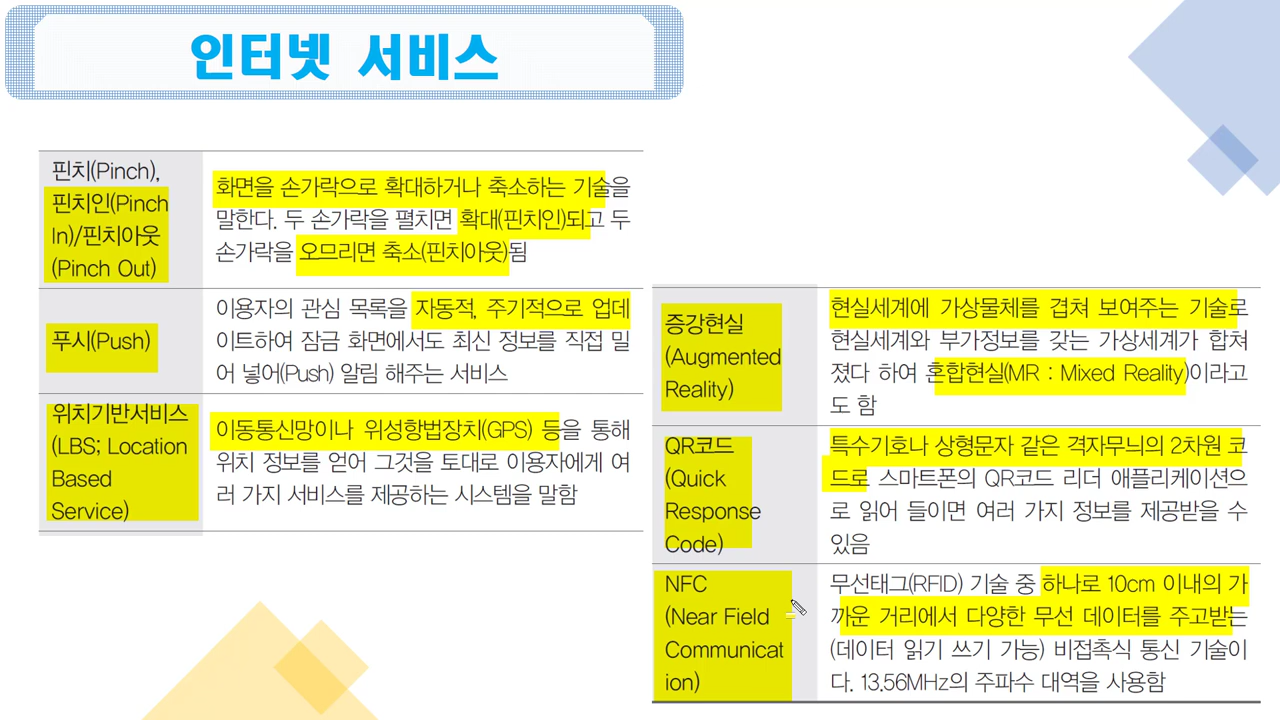 인터넷 서비스
핀치(Pinch),
핀치인(Pinch
In)/핀치아웃
(Pinch Out)
화면을 손가락으로 확대하거나 축소하는 기술을
말한다. 두 손가락을 펼치면 확대(핀치인)되고 두
손가락을 오므리면 축소(핀치아웃)됨
푸시(Push)
이용자의 관심 목록을 자동적, 주기적으로 업데
이트하여 잠금 화면에서도 최신 정보를 직접 밀
어 넣어(Push) 알림 해주는 서비스
위치기반서비스
(LBS; Location
Based
Service)
이동통신망이나 위성항법장치(GPS) 등을 통해
위치 정보를 얻어 그것을 토대로 이용자에게 여
러 가지 서비스를 제공하는 시스템을 말함
증강현실
(Augmented
Reality)
현실세계에 가상물체를 겹쳐 보여주는 기술로
현실세계와 부가정보를 갖는 가상세계가 합쳐
졌다 하여 혼합현실(MR : Mixed Reality)이라고
도 함
QR코드
(Quick
Response
Code)
특수기호나 상형문자 같은 격자무늬의 2차원 코
드로 스마트폰의 QR코드 리더 애플리케이션으
로 읽어 들이면 여러 가지 정보를 제공받을 수
있음
NFC
(Near Field
Communicat
ion)
무선태그(RFID) 기술 중 하나로 10cm 이내의 가
까운 거리에서 다양한 무선 데이터를 주고받는
(데이터 읽기 쓰기 가능) 비접촉식 통신 기술이
다. 13.56MHz의 주파수 대역을 사용함